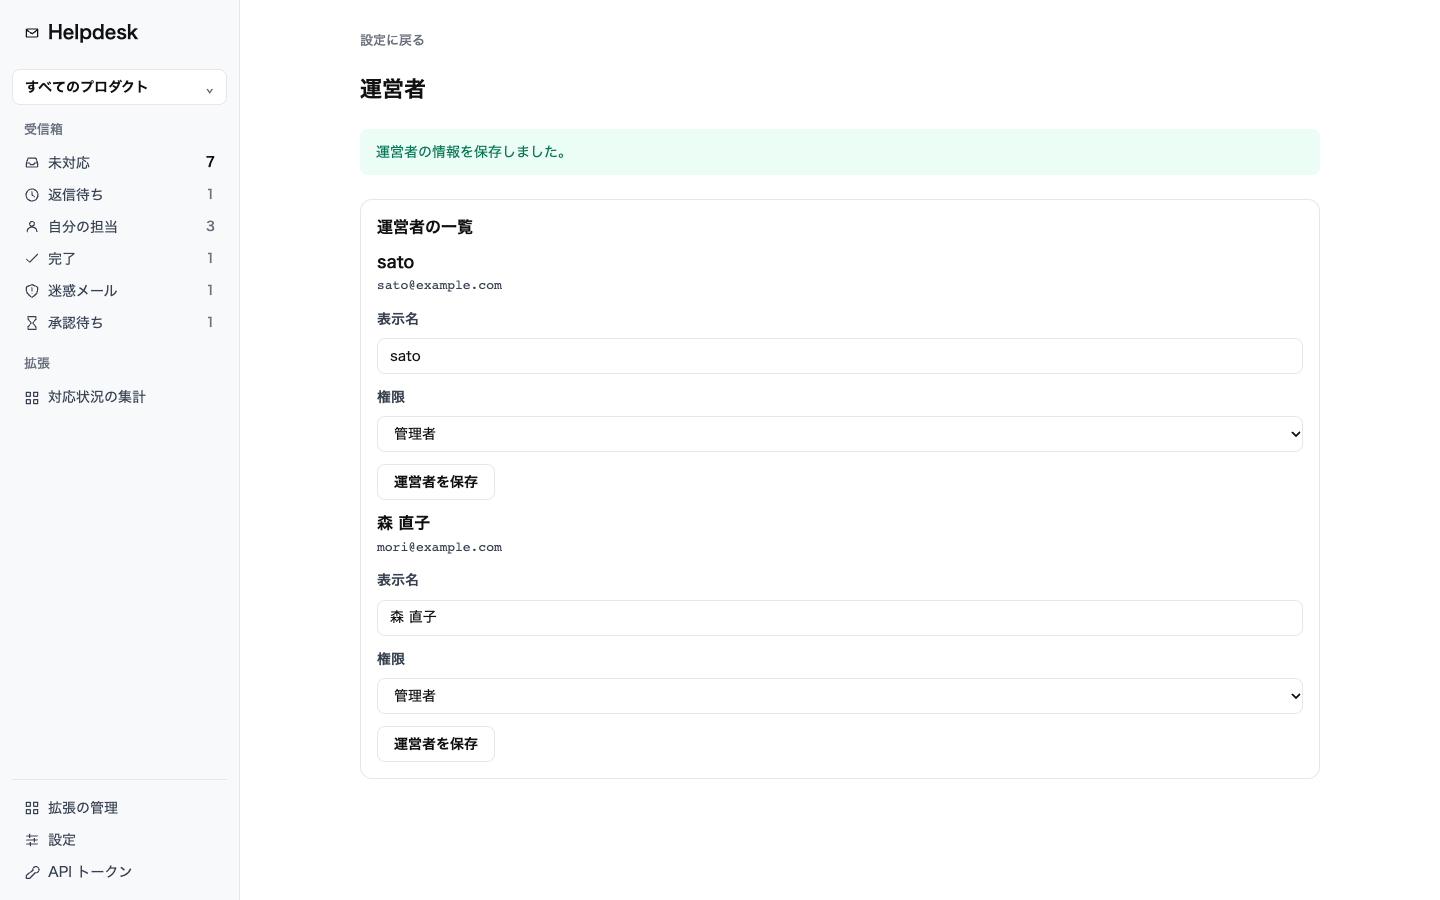 Helpdesk
すべてのプロダクト
受信箱
未対応 7
返信待ち 1
自分の担当 3
完了 1
迷惑メール 1
承認待ち 1
拡張
対応状況の集計
拡張の管理
設定
API トークン
設定に戻る
運営者
運営者の情報を保存しました。
運営者の一覧
sato
sato@example.com
表示名
sato
権限
管理者
運営者を保存
森 直子
mori@example.com
表示名
森 直子
権限
管理者
運営者を保存